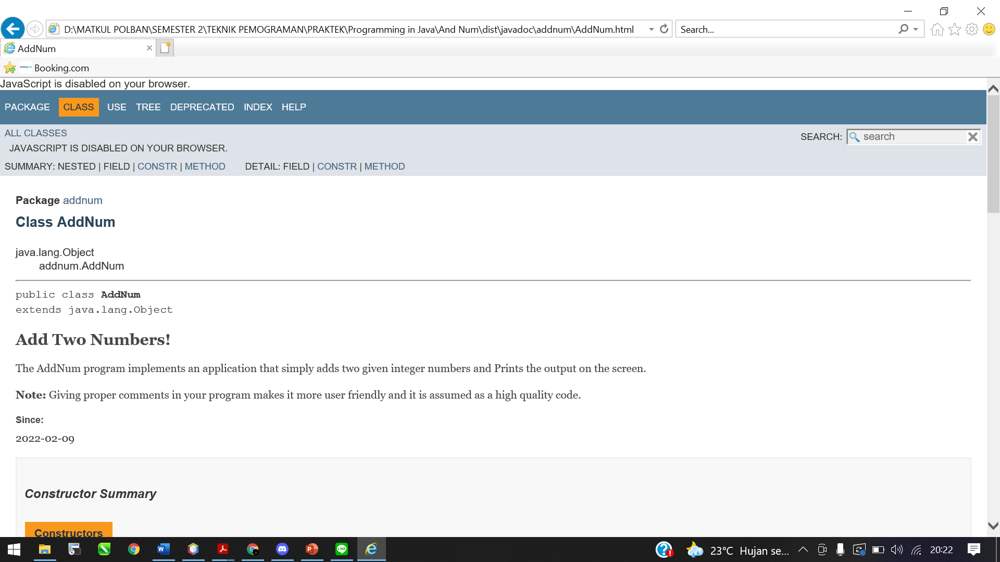 D:\MATKUL POLBAN\SEMESTER 2\TEKNIK PEMOGRAMAN\PRAKTEK\Programming in Java\And Num\dist\javadoc\addnum\AddNum.html
Search...
AddNum
Booking.com
JavaScript is disabled on your browser.
PACKAGE CLASS USE TREE DEPRECATED INDEX HELP
ALL CLASSES
SEARCH: search
JAVASCRIPT IS DISABLED ON YOUR BROWSER.
SUMMARY: NESTED | FIELD | CONSTR | METHOD DETAIL: FIELD | CONSTR | METHOD
Package addnum
Class AddNum
java.lang.Object
addnum.AddNum
public class AddNum
extends java.lang.Object
Add Two Numbers!
The AddNum program implements an application that simply adds two given integer numbers and Prints the output on the screen.
Note: Giving proper comments in your program makes it more user friendly and it is assumed as a high quality code.
Since:
2022-02-09
Constructor Summary
Constructors
23°C Hujan se... 20:22